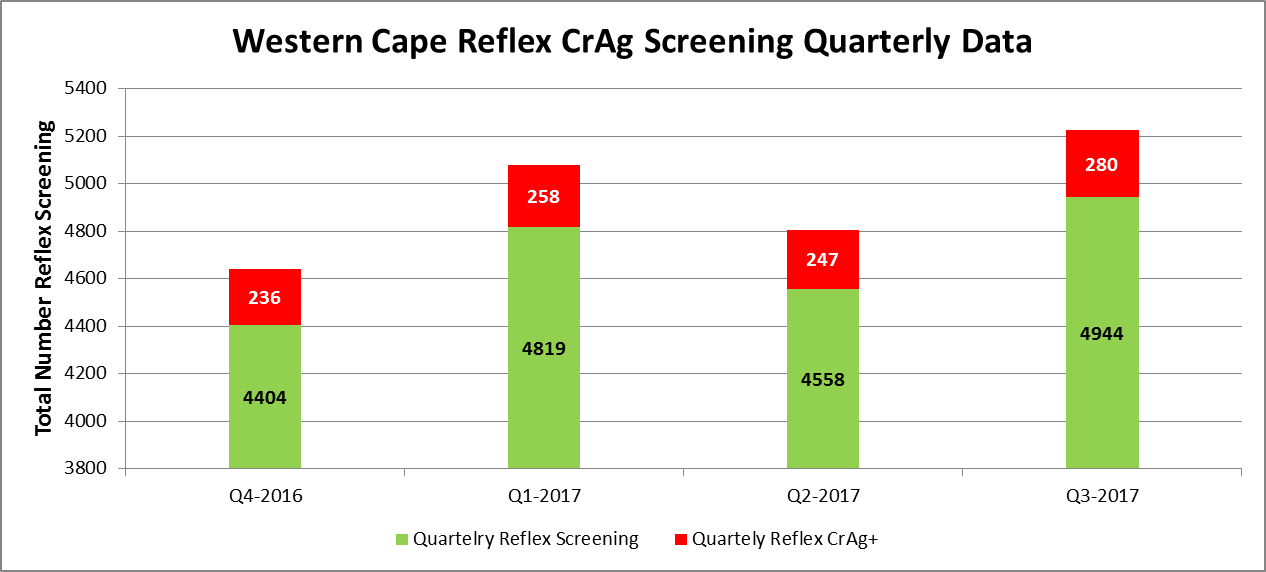 Western Cape Reflex CrAg Screening Quarterly Data
Total Number Reflex Screening
5400
5200
5000
4800
4600
4400
4200
4000
3800
236
4404
258
4819
247
4558
280
4944
Q4-2016
Q1-2017
Q2-2017
Q3-2017
Quartelry Reflex Screening
Quartely Reflex CrAg+